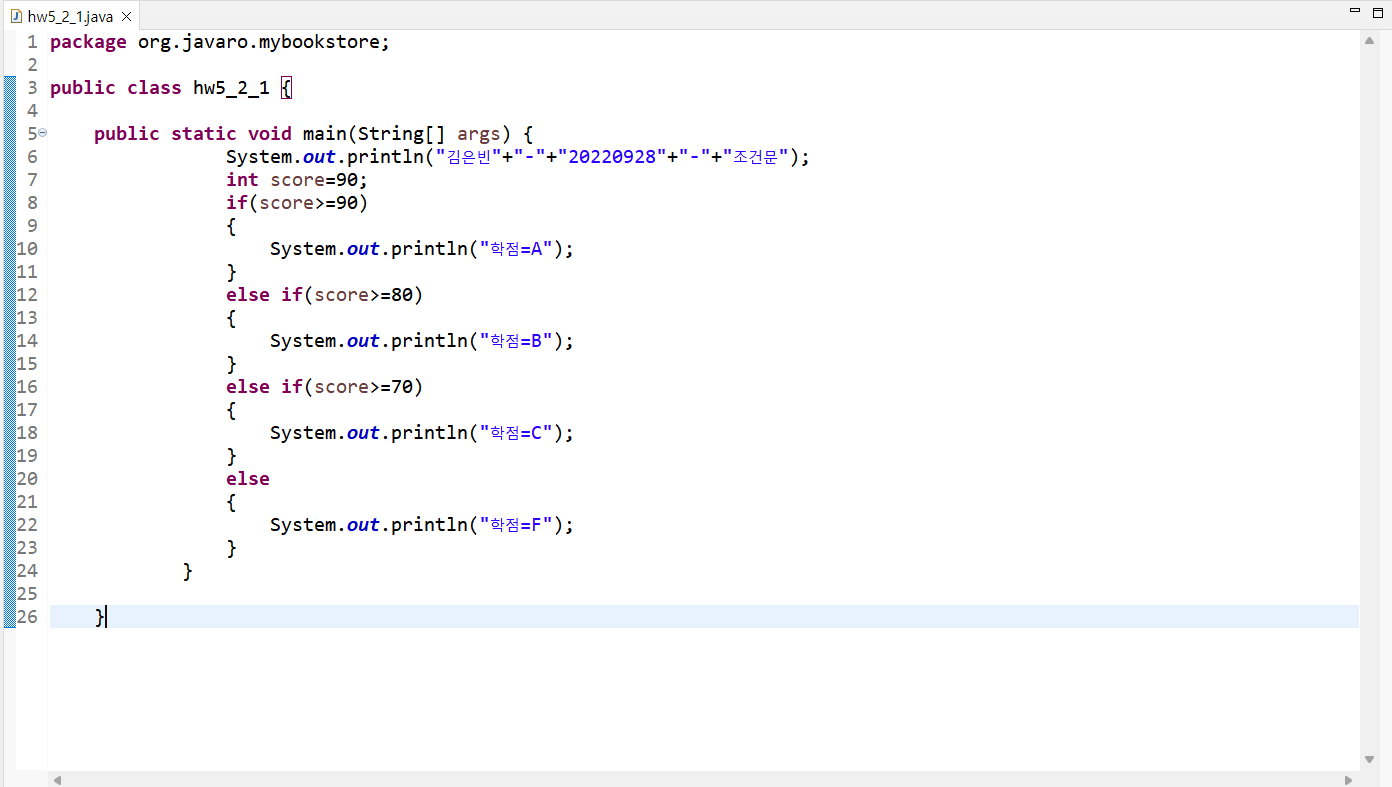 hw5_2_1.java
1 package org.javaro.mybookstore;
2
3 public class hw5_2_1 {
4
5 public static void main(String[] args) {
6 System.out.println("김은빈"+"-"+"20220928"+"-"+"조건문");
7 int score=90;
8 if(score>=90)
9 {
10 System.out.println("학점=A");
11 }
12 else if(score>=80)
13 {
14 System.out.println("학점=B");
15 }
16 else if(score>=70)
17 {
18 System.out.println("학점=C");
19 }
20 else
21 {
22 System.out.println("학점=F");
23 }
24 }
25
26 }